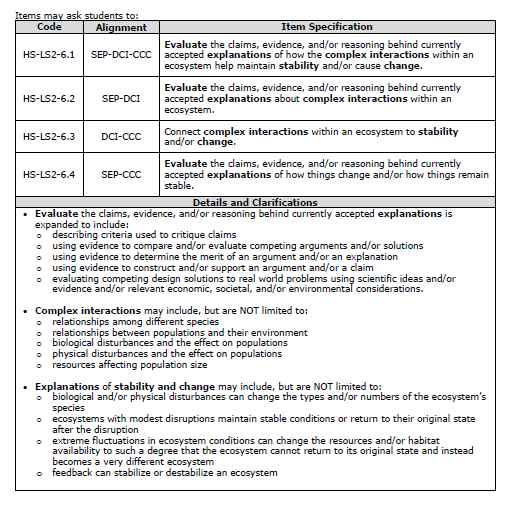 Items may ask students to:
Code Alignment Item Specification
HS-LS2-6.1 SEP-DCI-CCC Evaluate the claims, evidence, and/or reasoning behind currently
accepted explanations of how the complex interactions within an
ecosystem help maintain stability and/or cause change.
HS-LS2-6.2 SEP-DCI Evaluate the claims, evidence, and/or reasoning behind currently
accepted explanations about complex interactions within an
ecosystem.
HS-LS2-6.3 DCI-CCC Connect complex interactions within an ecosystem to stability
and/or change.
HS-LS2-6.4 SEP-CCC Evaluate the claims, evidence, and/or reasoning behind currently
accepted explanations of how things change and/or how things remain
stable.
Details and Clarifications
• Evaluate the claims, evidence, and/or reasoning behind currently accepted explanations is
expanded to include:
o describing criteria used to critique claims
o using evidence to compare and/or evaluate competing arguments and/or solutions
o using evidence to determine the merit of an argument and/or an explanation
o using evidence to construct and/or support an argument and/or a claim
o evaluating competing design solutions to real world problems using scientific ideas and/or
evidence and/or relevant economic, societal, and/or environmental considerations.
• Complex interactions may include, but are NOT limited to:
o relationships among different species
o relationships between populations and their environment
o biological disturbances and the effect on populations
o physical disturbances and the effect on populations
o resources affecting population size
• Explanations of stability and change may include, but are NOT limited to:
o biological and/or physical disturbances can change the types and/or numbers of the ecosystem's
species
o ecosystems with modest disruptions maintain stable conditions or return to their original state
after the disruption
o extreme fluctuations in ecosystem conditions can change the resources and/or habitat
availability to such a degree that the ecosystem cannot return to its original state and instead
becomes a very different ecosystem
o feedback can stabilize or destabilize an ecosystem